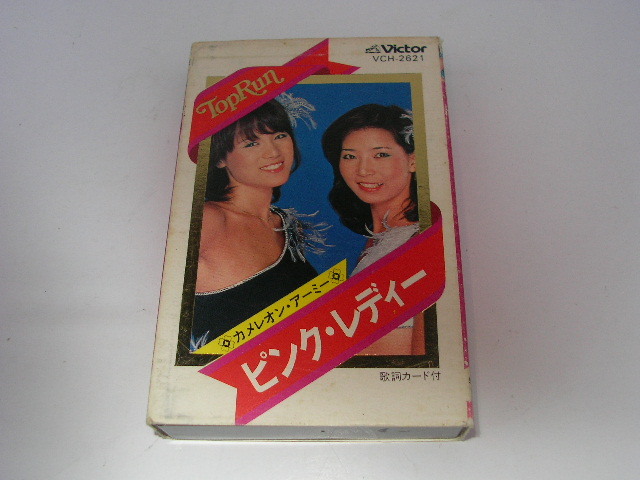 Victor
VCH-2621
TopRun
カメレオン・アーミー
ピンク・レディー
歌詞カード付